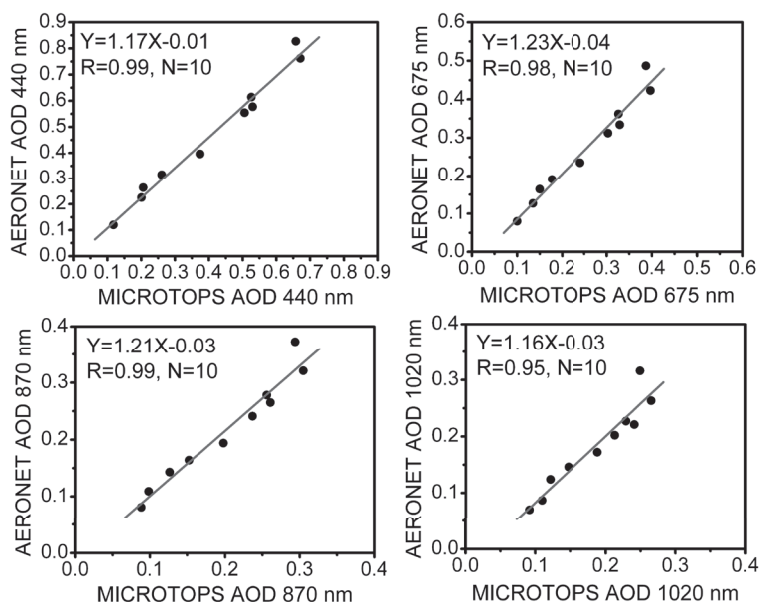 Y=1.17X-0.01
R=0.99, N=10
AERONET AOD 440 nm
0.9
0.8
0.7
0.6
0.5
0.4
0.3
0.2
0.1
0.0
0.0 0.1 0.2 0.3 0.4 0.5 0.6 0.7 0.8 0.9
MICROTOPS AOD 440 nm
Y=1.23X-0.04
R=0.98, N=10
AERONET AOD 675 nm
0.6
0.5
0.4
0.3
0.2
0.1
0.0
0.0 0.1 0.2 0.3 0.4 0.5 0.6
MICROTOPS AOD 675 nm
Y=1.21X-0.03
R=0.99, N=10
AERONET AOD 870 nm
0.4
0.3
0.2
0.1
0.0
0.0 0.1 0.2 0.3 0.4
MICROTOPS AOD 870 nm
Y=1.16X-0.03
R=0.95, N=10
AERONET AOD 1020 nm
0.4
0.3
0.2
0.1
0.0
0.0 0.1 0.2 0.3 0.4
MICROTOPS AOD 1020 nm